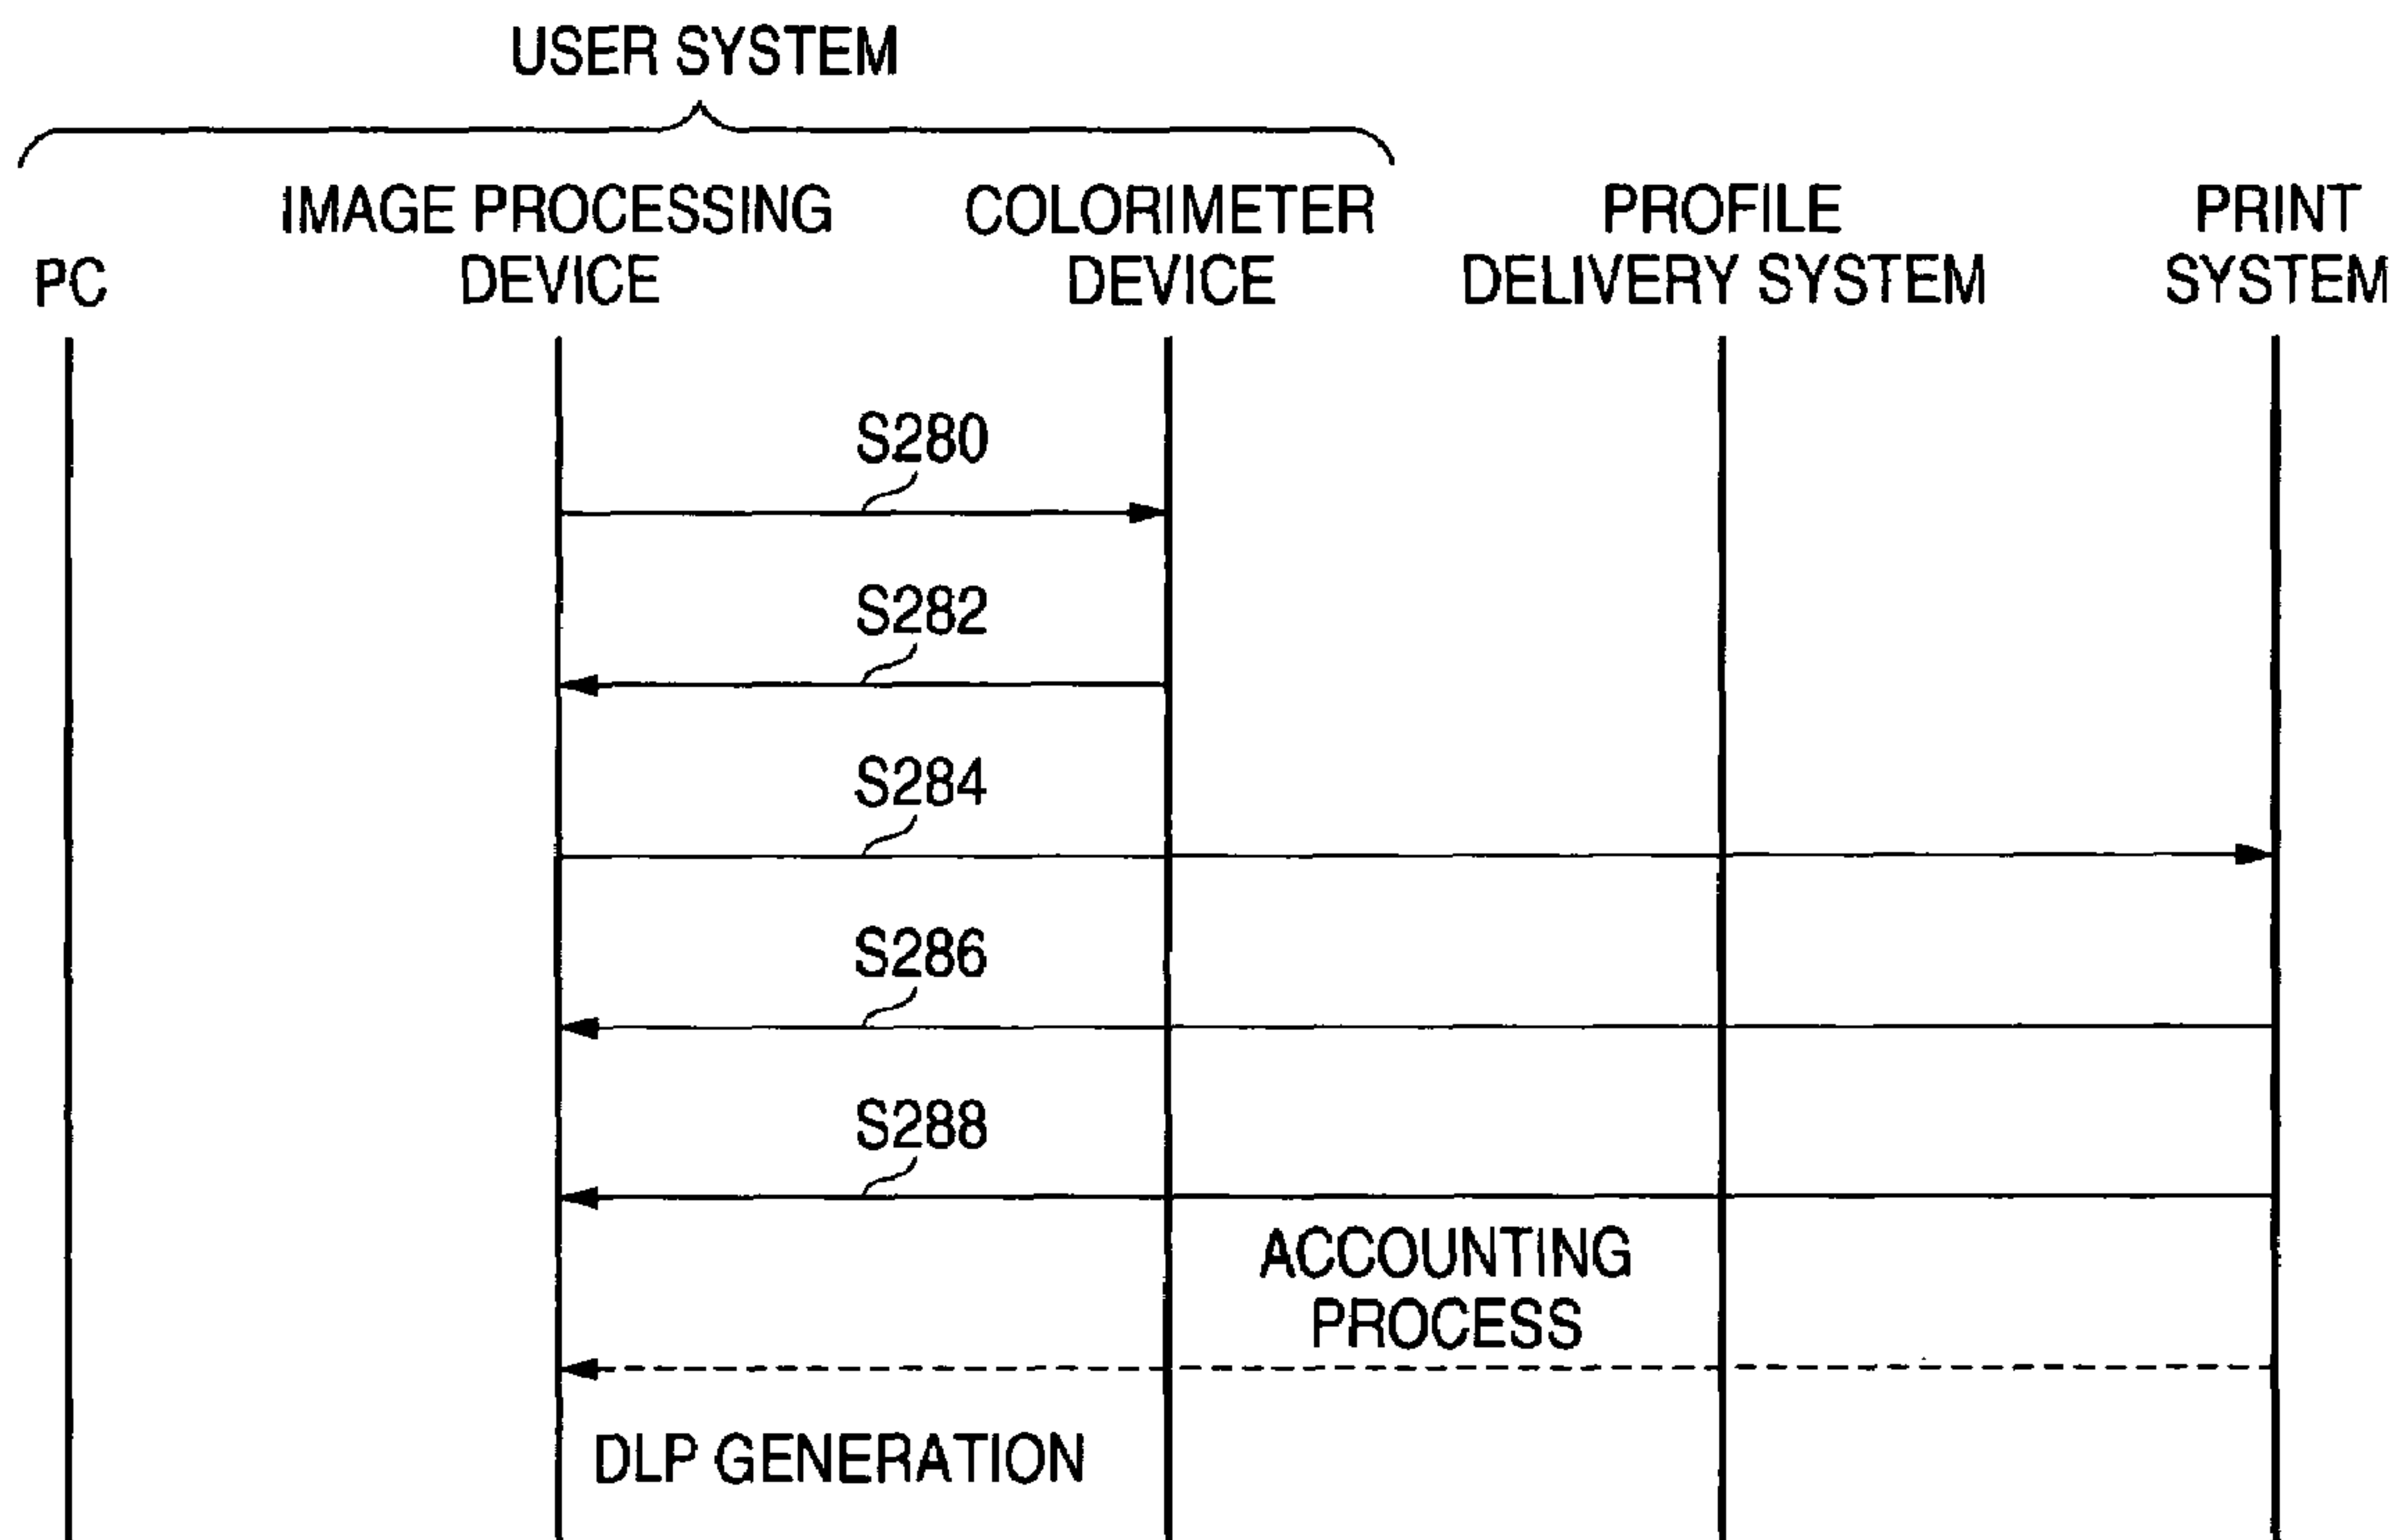 USER SYSTEM
IMAGE PROCESSING
DEVICE
COLORIMETER
DEVICE
PROFILE
DELIVERY SYSTEM
PRINT
SYSTEM
PC
S280
S282
S284
S286
S288
ACCOUNTING
PROCESS
DLP GENERATION